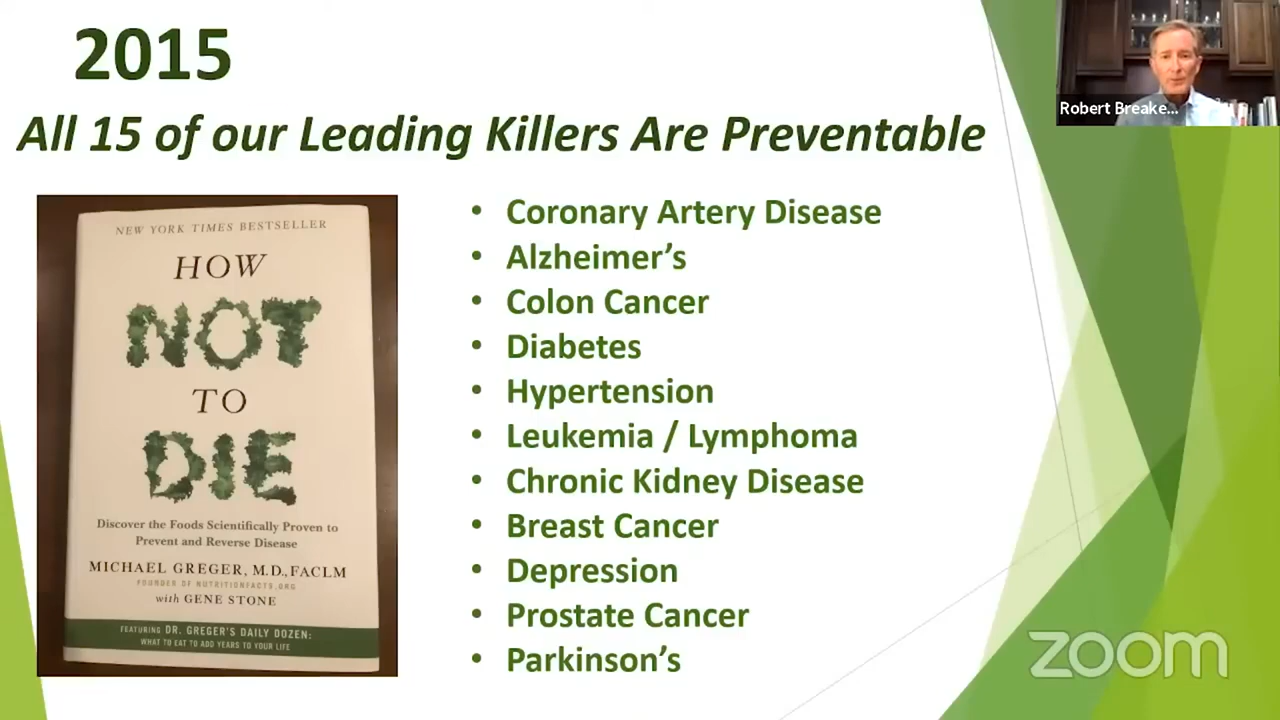 2015
All 15 of our Leading Killers Are Preventable
Robert Breake...
NEW YORK TIMES BESTSELLER
HOW
NOT
TO
DIE
Discover the Foods Scientifically Proven to
Prevent and Reverse Disease
MICHAEL GREGER, M.D., FACLM
FOUNDER OF NUTRITIONFACTS.ORG
with GENE STONE
FEATURING DR. GREGER'S DAILY DOZEN:
WHAT TO EAT TO ADD YEARS TO YOUR LIFE
• Coronary Artery Disease
• Alzheimer’s
• Colon Cancer
• Diabetes
• Hypertension
• Leukemia / Lymphoma
• Chronic Kidney Disease
• Breast Cancer
• Depression
• Prostate Cancer
• Parkinson’s
zoom